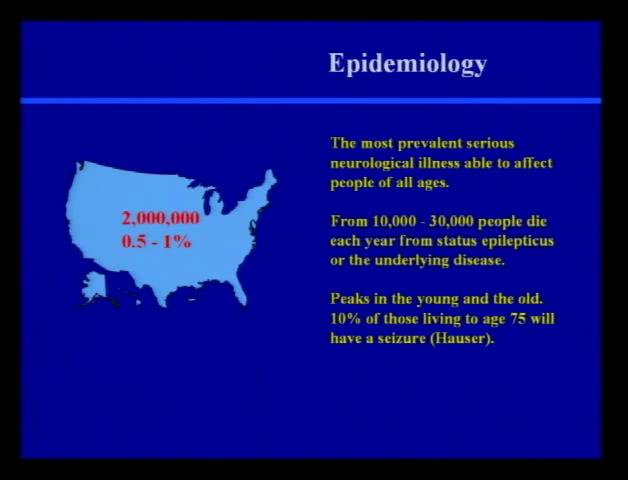 Epidemiology
2,000,000
0.5 - 1%
The most prevalent serious
neurological illness able to affect
people of all ages.
From 10,000 - 30,000 people die
each year from status epilepticus
or the underlying disease.
Peaks in the young and the old.
10% of those living to age 75 will
have a seizure (Hauser).